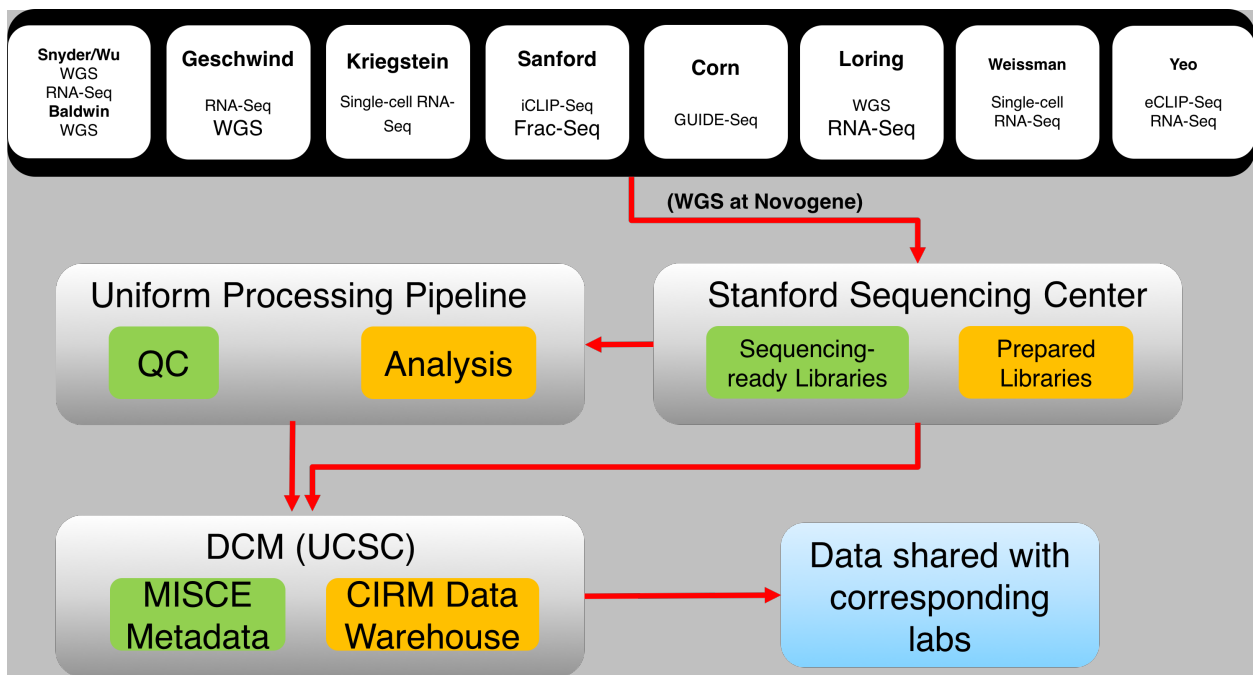 Snyder/Wu
WGS
RNA-Seq
Baldwin
WGS
Geschwind
RNA-Seq
WGS
Kriegstein
Single-cell RNA-
Seq
Sanford
iCLIP-Seq
Frac-Seq
Corn
GUIDE-Seq
Loring
WGS
RNA-Seq
Weissman
Single-cell
RNA-Seq
Yeo
eCLIP-Seq
RNA-Seq
(WGS at Novogene)
Uniform Processing Pipeline
QC
Analysis
Stanford Sequencing Center
Sequencing-
ready Libraries
Prepared
Libraries
DCM (UCSC)
MISCE
Metadata
CIRM Data
Warehouse
Data shared with
corresponding
labs